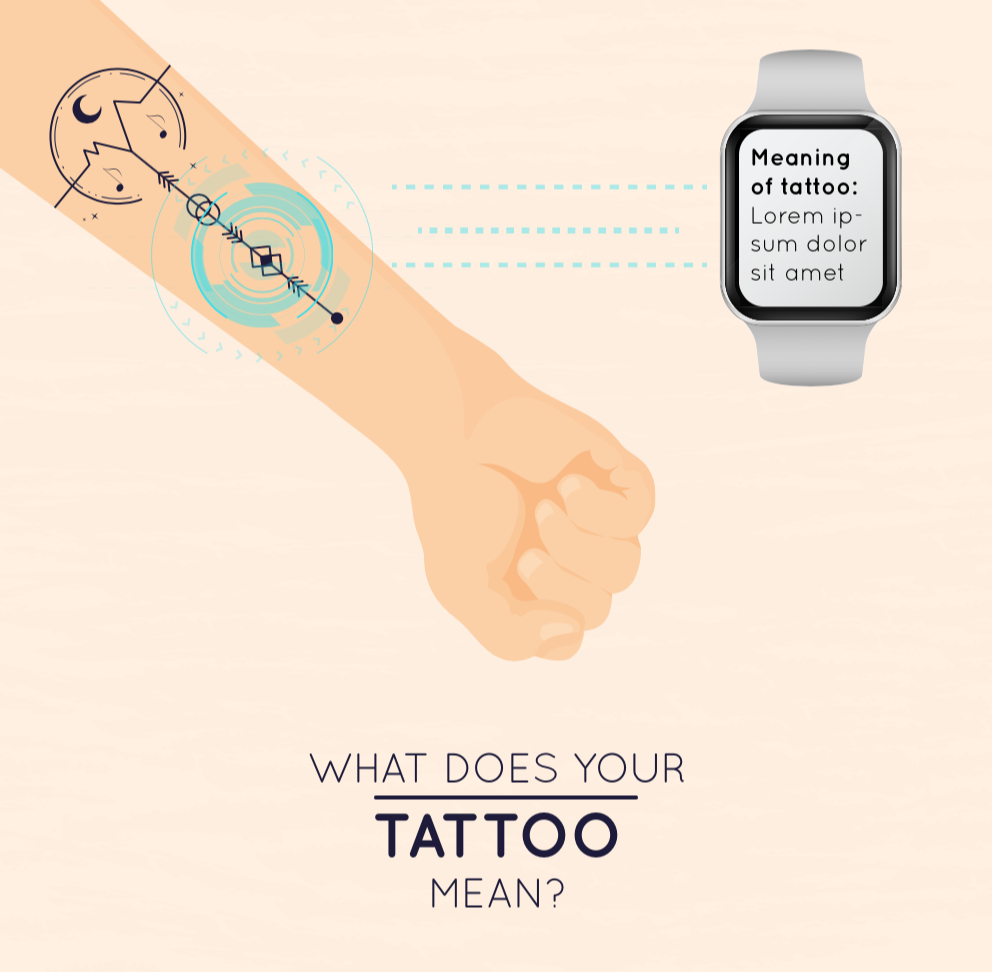 Meaning
of tattoo:
Lorem ip-
sum dolor
sit amet
WHAT DOES YOUR
TATTOO
MEAN?